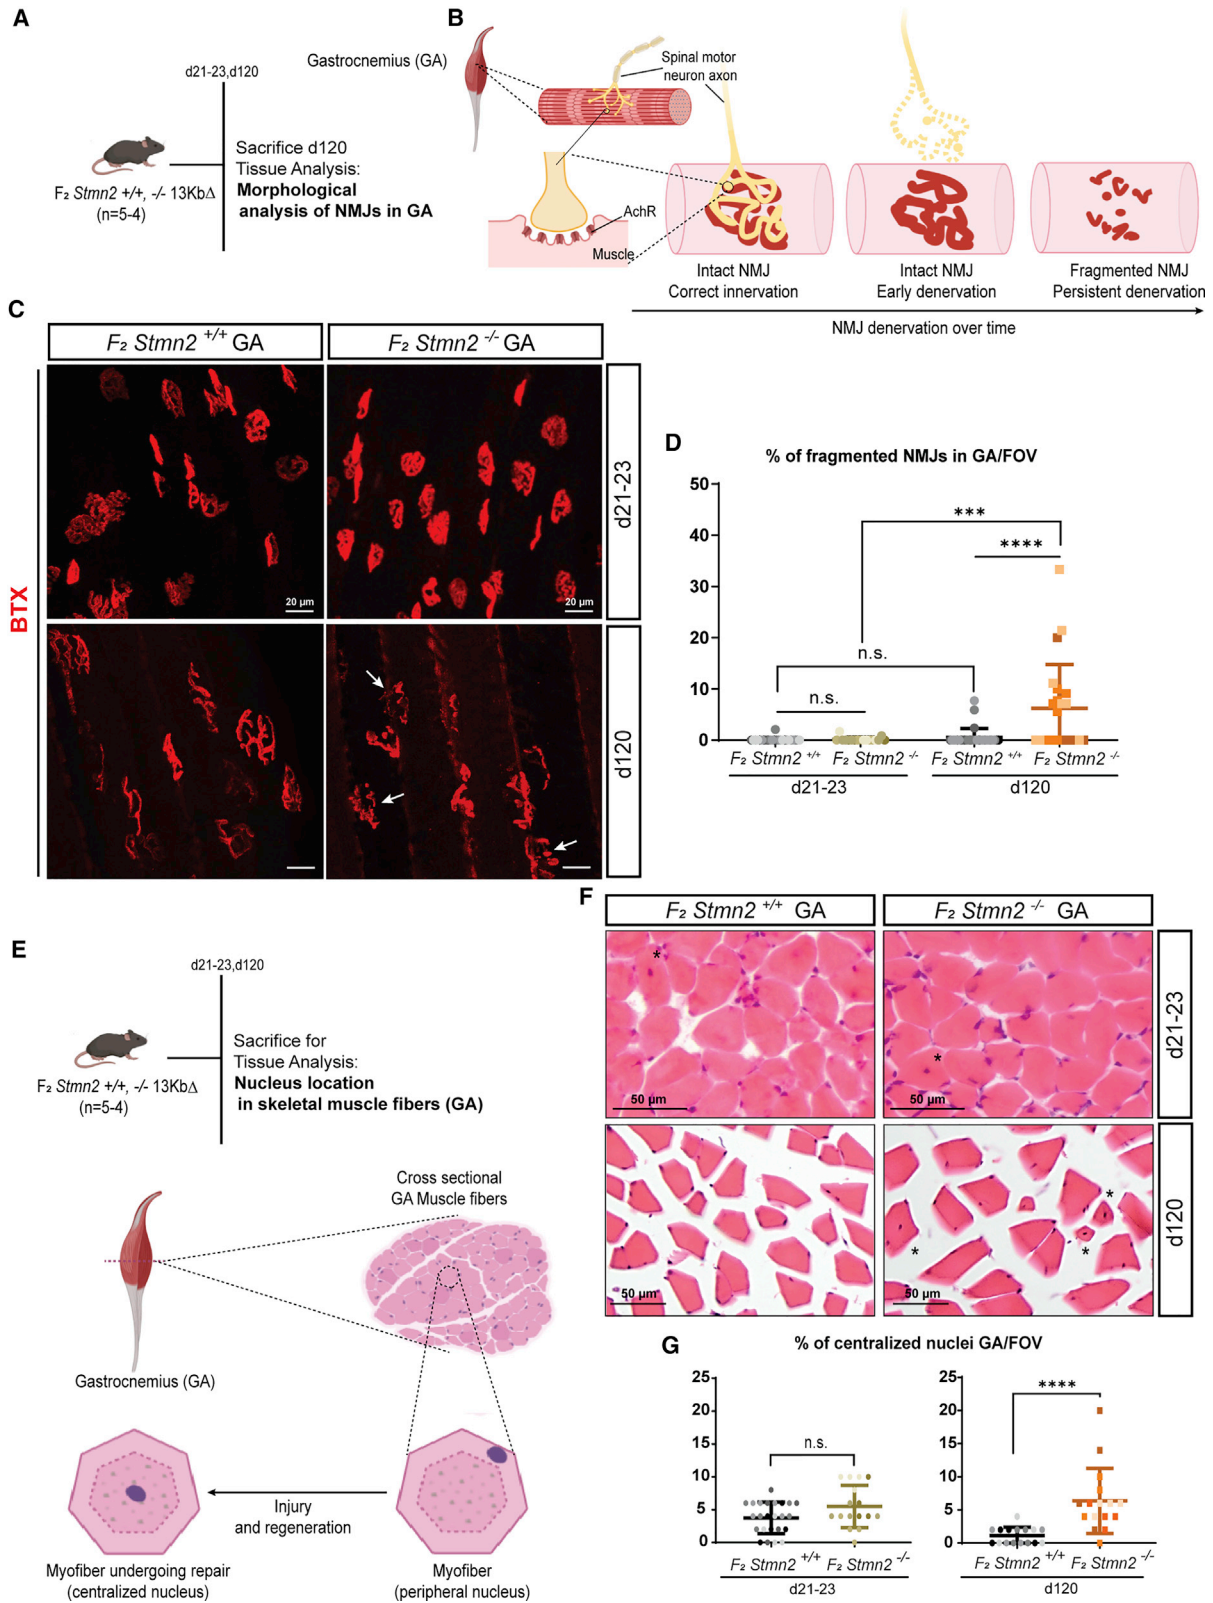 A
d21-23,d120
F₂ Stmn2 +/+, -/- 13KbΔ
(n=5-4)
Sacrifice d120
Tissue Analysis:
Morphological
analysis of NMJs in GA
B
Gastrocnemius (GA)
Spinal motor
neuron axon
AchR
Muscle
Intact NMJ
Correct innervation
Intact NMJ
Early denervation
Fragmented NMJ
Persistent denervation
NMJ denervation over time
C
F₂ Stmn2 +/+ GA
F₂ Stmn2 -/- GA
BTX
20 µm
20 µm
d21-23
d120
D
% of fragmented NMJs in GA/FOV
50
40
30
20
10
0
n.s.
n.s.
***
****
F₂ Stmn2 +/+
F₂ Stmn2 -/-
F₂ Stmn2 +/+
F₂ Stmn2 -/-
d21-23
d120
E
d21-23,d120
F₂ Stmn2 +/+, -/- 13KbΔ
(n=5-4)
Sacrifice for
Tissue Analysis:
Nucleus location
in skeletal muscle fibers (GA)
Cross sectional
GA Muscle fibers
Gastrocnemius (GA)
Injury
and regeneration
Myofiber undergoing repair
(centralized nucleus)
Myofiber
(peripheral nucleus)
F
F₂ Stmn2 +/+ GA
F₂ Stmn2 -/- GA
*
*
50 µm
50 µm
d21-23
*
*
*
50 µm
50 µm
d120
G
% of centralized nuclei GA/FOV
25
20
15
10
5
0
n.s.
F₂ Stmn2 +/+
F₂ Stmn2 -/-
d21-23
25
20
15
10
5
0
****
F₂ Stmn2 +/+
F₂ Stmn2 -/-
d120